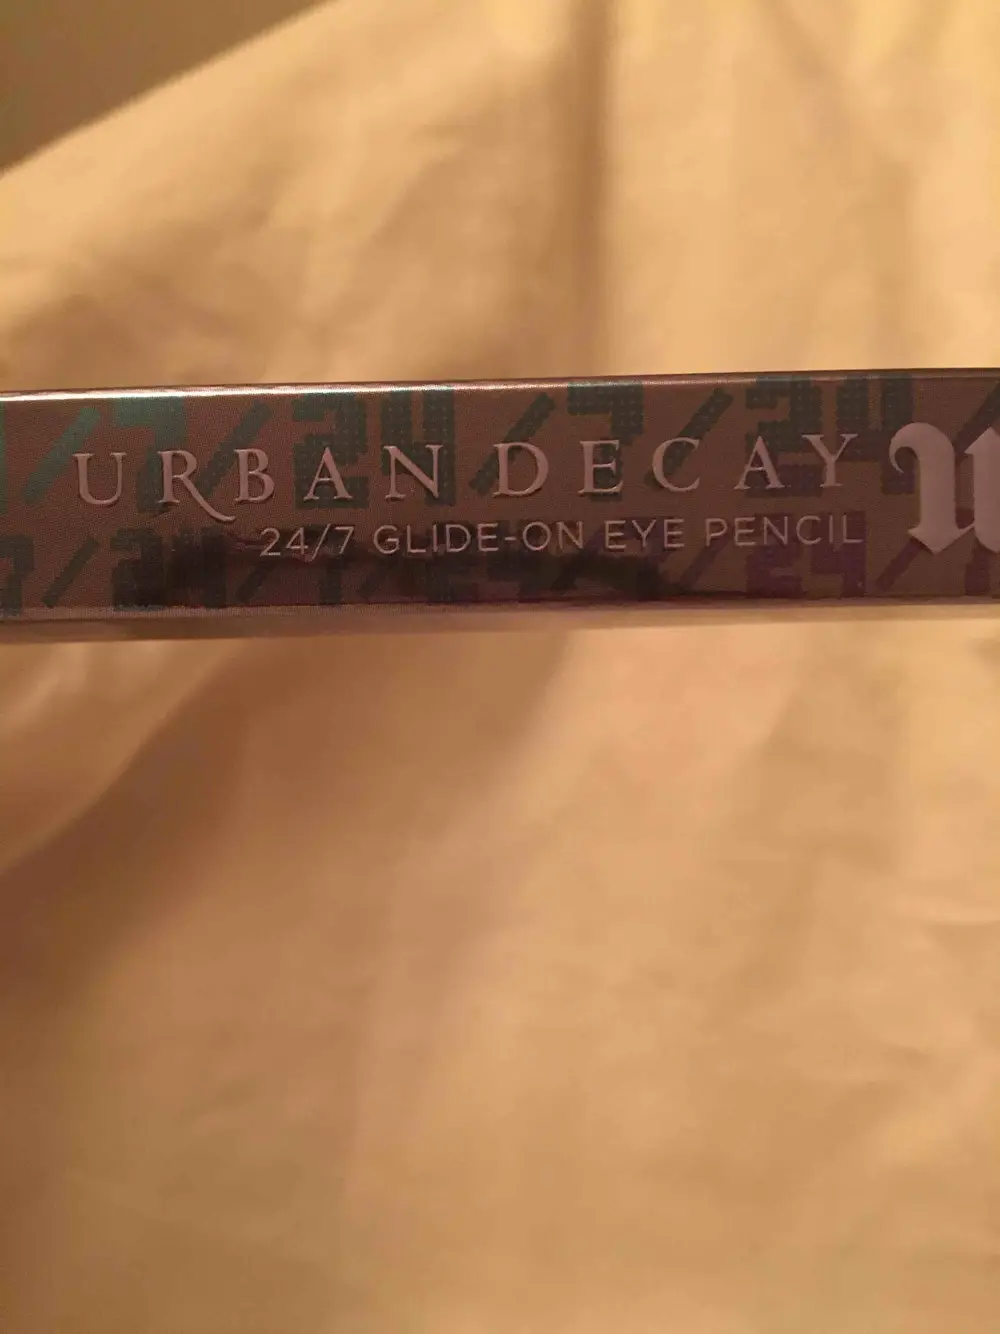 URBAN DECAY
24/7 GLIDE-ON EYE PENCIL